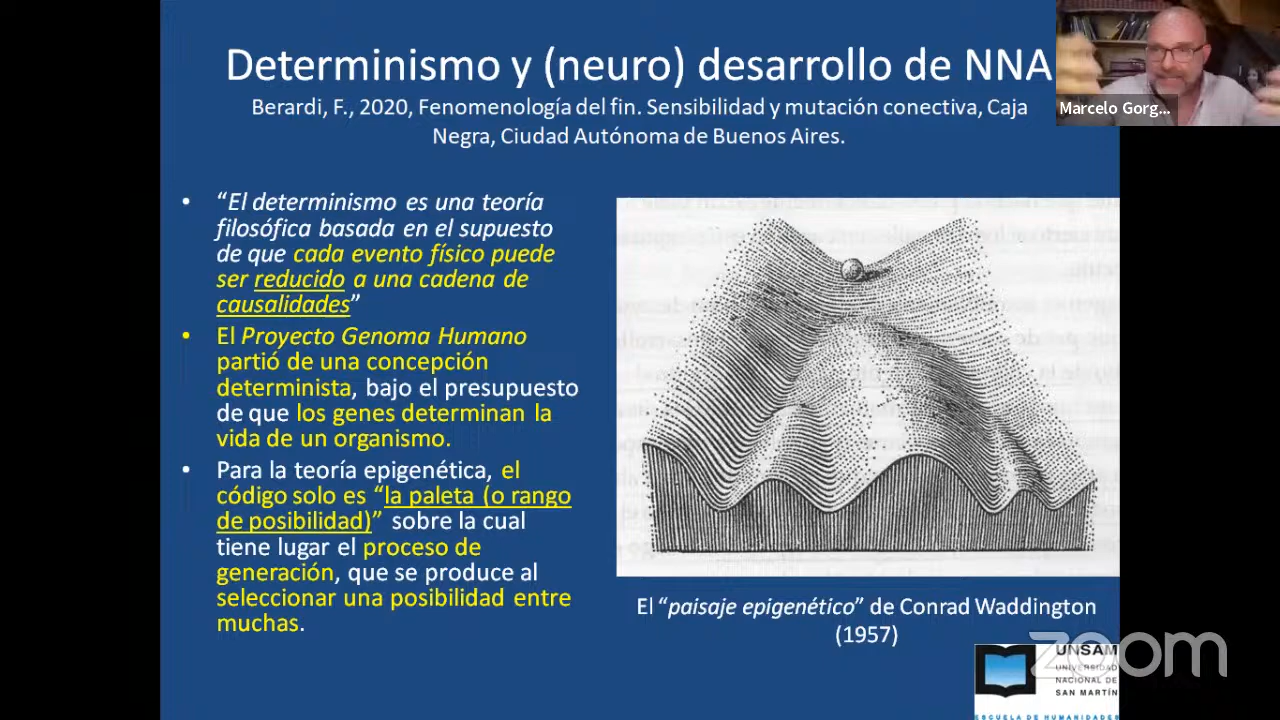 Determinismo y (neuro) desarrollo de NNA
Berardi, F., 2020, Fenomenología del fin. Sensibilidad y mutación conectiva, Caja
Negra, Ciudad Autónoma de Buenos Aires.
Marcelo Gorg...
• “El determinismo es una teoría
filosófica basada en el supuesto
de que cada evento físico puede
ser reducido a una cadena de
causalidades”
• El Proyecto Genoma Humano
partió de una concepción
determinista, bajo el presupuesto
de que los genes determinan la
vida de un organismo.
• Para la teoría epigenética, el
código solo es “la paleta (o rango
de posibilidad)” sobre la cual
tiene lugar el proceso de
generación, que se produce al
seleccionar una posibilidad entre
muchas.
El “paisaje epigenético” de Conrad Waddington
(1957)
zoom
UNSAM
UNIVERSIDAD
NACIONAL DE
SAN MARTÍN
ESCUELA DE HUMANIDADES